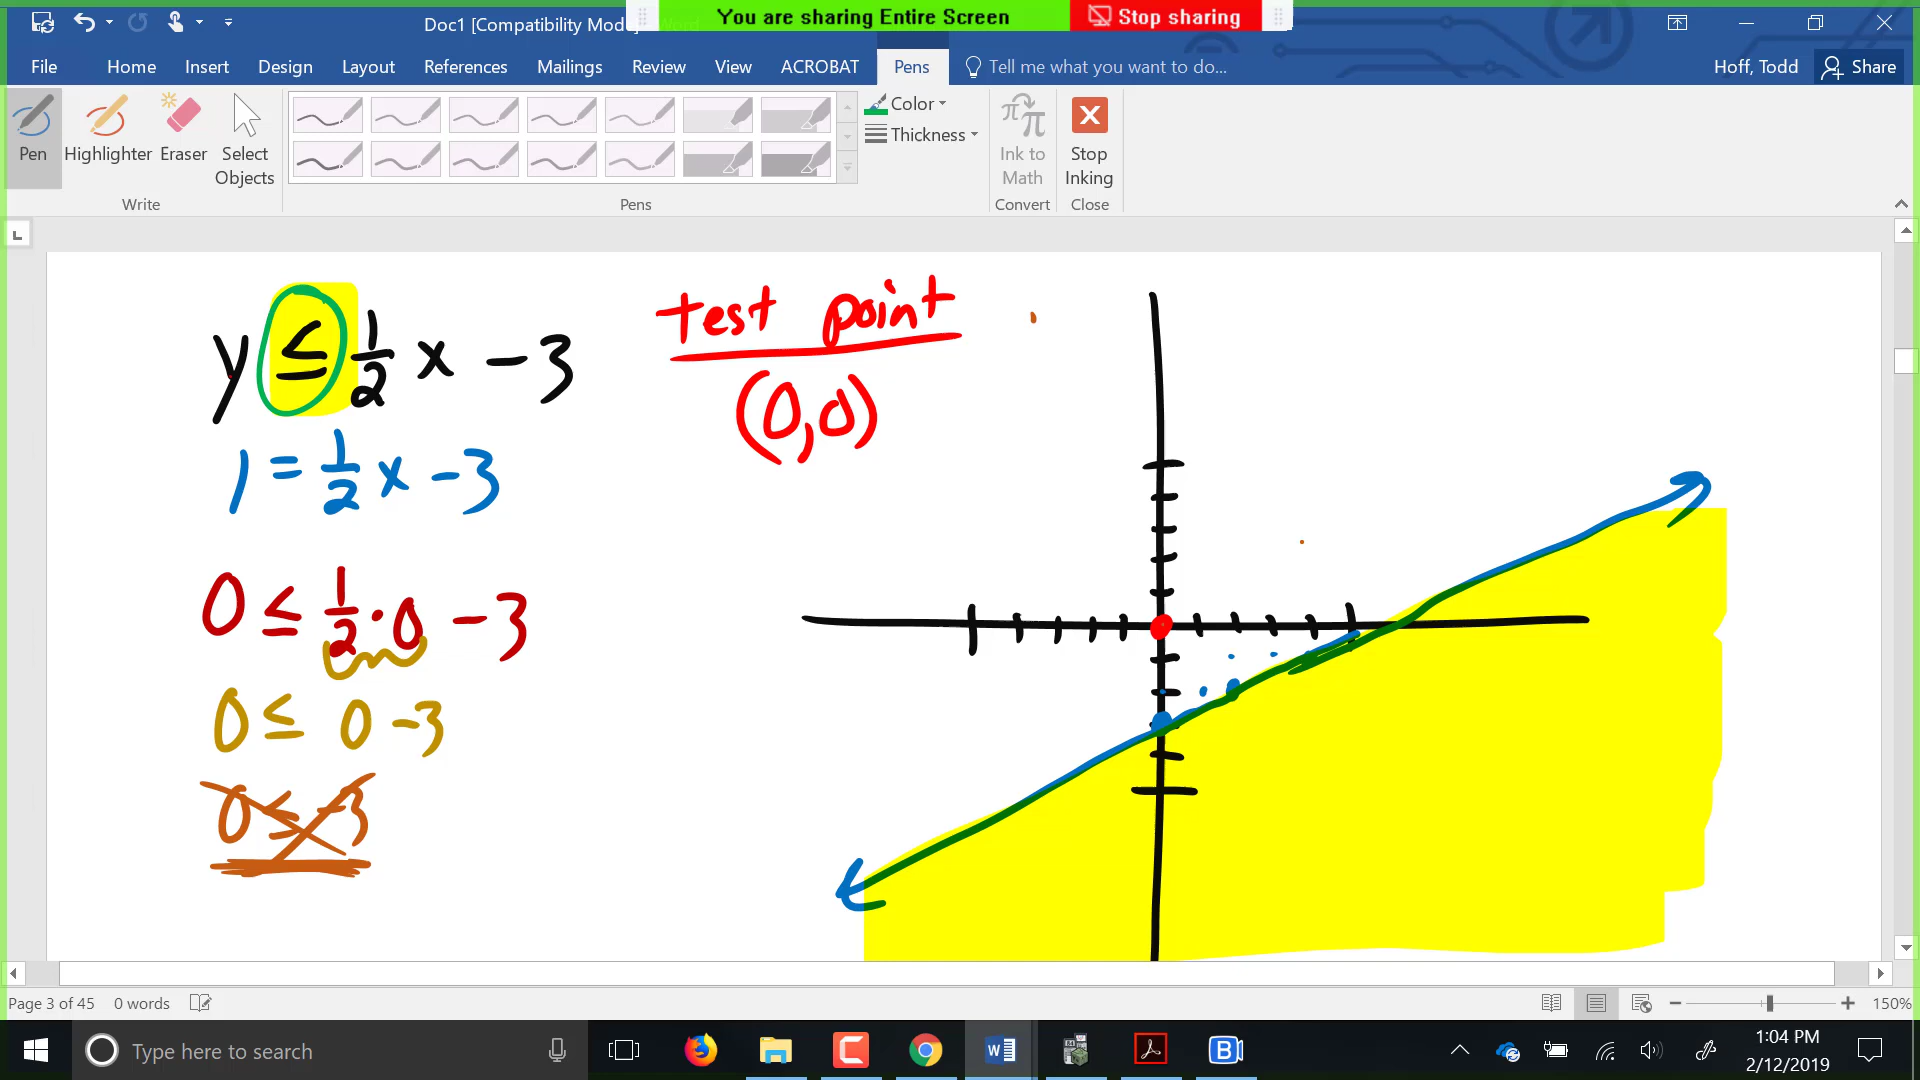 Doc1 [Compatibility Mod
You are sharing Entire Screen
Stop sharing
File Home Insert Design Layout References Mailings Review View ACROBAT Pens Tell me what you want to do... Hoff, Todd Share
Pen Highlighter Eraser Select Objects
Color
Thickness
Ink to Math
Stop Inking
Write Pens Convert Close
y ≤ 1/2 x - 3
test point
(0,0)
1 = 1/2 x - 3
0 ≤ 1/2 · 0 - 3
0 ≤ 0 - 3
0 ≤ -3
Page 3 of 45 0 words 150%
Type here to search
1:04 PM
2/12/2019